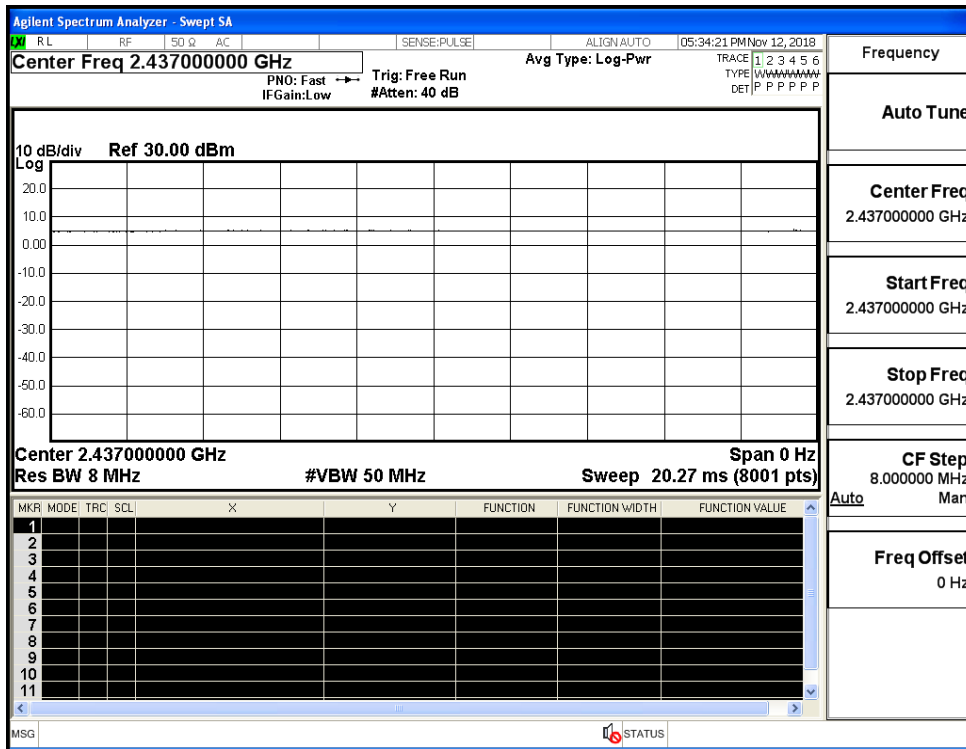 Agilent Spectrum Analyzer - Swept SA
LXI RL RF 50 Ω AC SENSE:PULSE ALIGN AUTO 05:34:21 PM Nov 12, 2018
Center Freq 2.437000000 GHz
PNO: Fast
IFGain:Low
Trig: Free Run
#Atten: 40 dB
Avg Type: Log-Pwr
TRACE 1 2 3 4 5 6
TYPE WWWWWW
DET P P P P P P
10 dB/div Ref 30.00 dBm
Log
20.0
10.0
0.00
-10.0
-20.0
-30.0
-40.0
-50.0
-60.0
Center 2.437000000 GHz Span 0 Hz
Res BW 8 MHz #VBW 50 MHz Sweep 20.27 ms (8001 pts)
MKR MODE TRC SCL X Y FUNCTION FUNCTION WIDTH FUNCTION VALUE
1
2
3
4
5
6
7
8
9
10
11
MSG STATUS
Frequency
Auto Tune
Center Freq
2.437000000 GHz
Start Freq
2.437000000 GHz
Stop Freq
2.437000000 GHz
CF Step
8.000000 MHz
Auto Man
Freq Offset
0 Hz